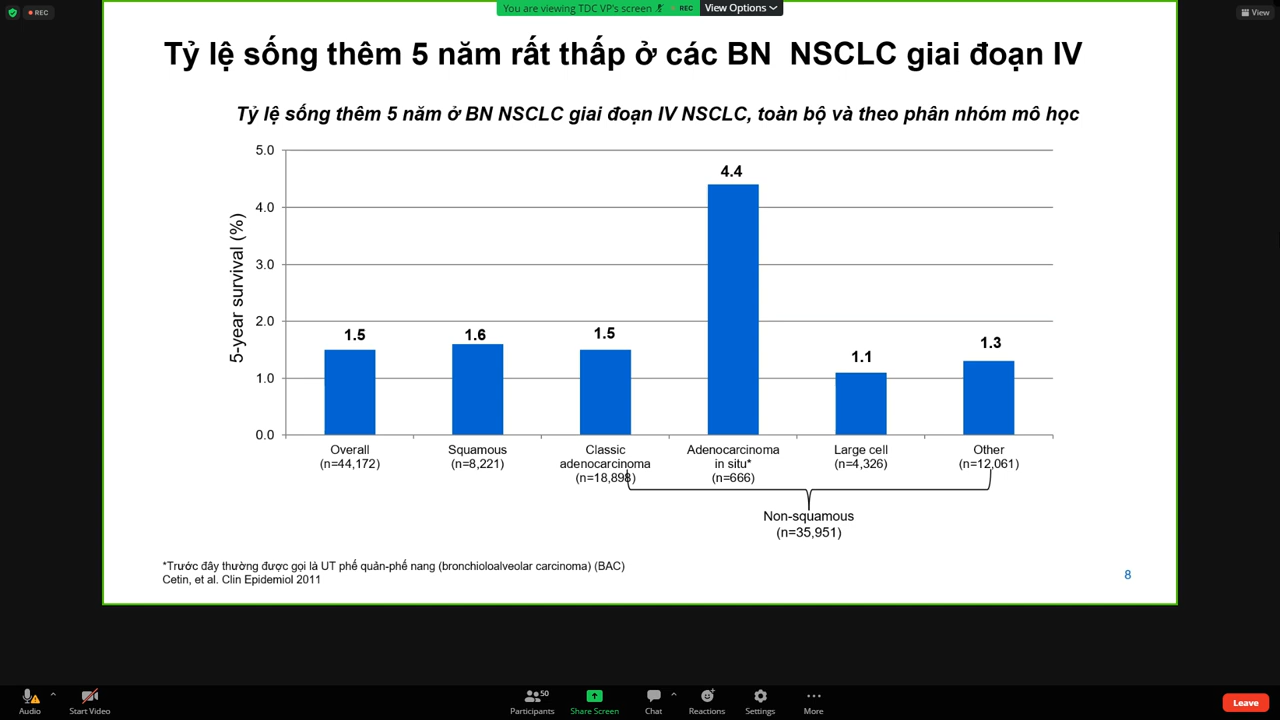 You are viewing TDC VP's screen REC View Options
REC
View
Tỷ lệ sống thêm 5 năm rất thấp ở các BN NSCLC giai đoạn IV
Tỷ lệ sống thêm 5 năm ở BN NSCLC giai đoạn IV NSCLC, toàn bộ và theo phân nhóm mô học
5-year survival (%)
5.0
4.0
3.0
2.0
1.0
0.0
1.5
1.6
1.5
4.4
1.1
1.3
Overall
(n=44,172)
Squamous
(n=8,221)
Classic
adenocarcinoma
(n=18,898)
Adenocarcinoma
in situ*
(n=666)
Large cell
(n=4,326)
Other
(n=12,061)
Non-squamous
(n=35,951)
*Trước đây thường được gọi là UT phế quản-phế nang (bronchioloalveolar carcinoma) (BAC)
Cetin, et al. Clin Epidemiol 2011
8
Audio
Start Video
50
Participants
Share Screen
Chat
Reactions
Settings
More
Leave